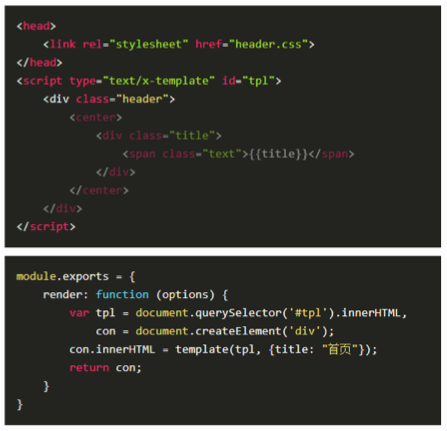 <head>
    <link rel="stylesheet" href="header.css">
</head>
<script type="text/x-template" id="tpl">
    <div class="header">
        <center>
            <div class="title">
                <span class="text">{{title}}</span>
            </div>
        </center>
    </div>
</script>
module.exports = {
    render: function (options) {
        var tpl = document.querySelector('#tpl').innerHTML,
            con = document.createElement('div');
        con.innerHTML = template(tpl, {title: "首页"});
        return con;
    }
}